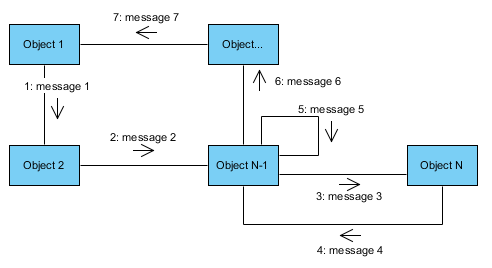 7: message 7
Object 1
Object...
1: message 1
6: message 6
5: message 5
2: message 2
Object 2
Object N-1
Object N
3: message 3
4: message 4